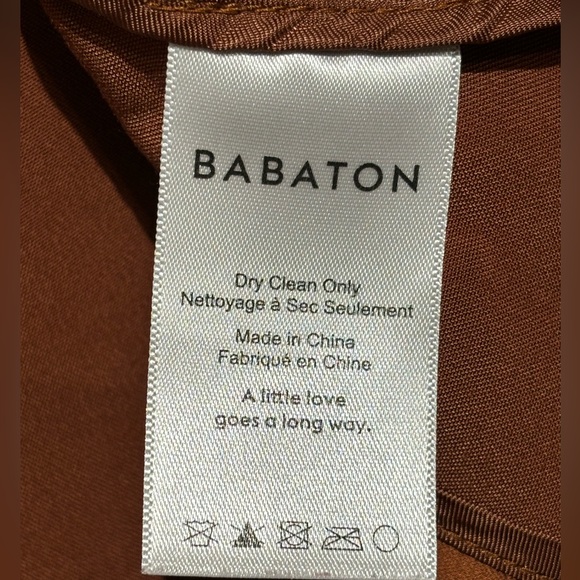 BABATON
Dry Clean Only
Nettoyage à Sec Seulement
Made in China
Fabriqué en Chine
A little love
goes a long way.